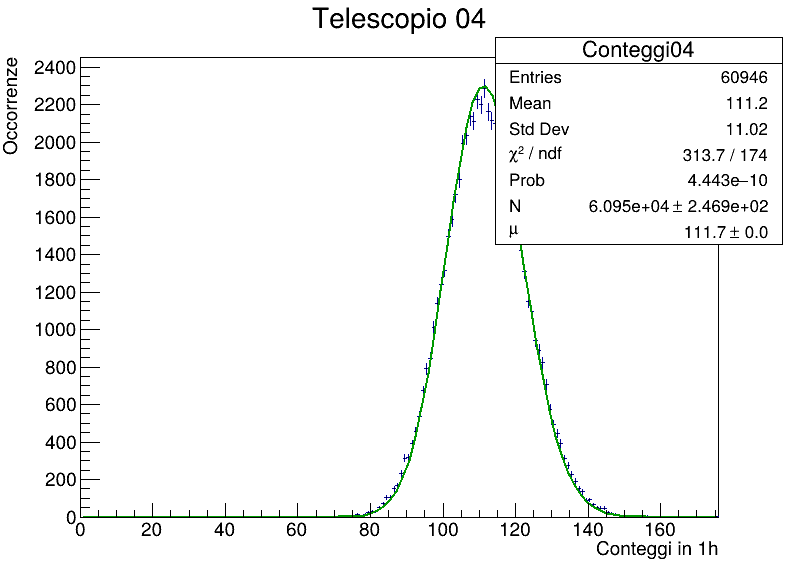 Telescopio 04
Occorrenze
2400
2200
2000
1800
1600
1400
1200
1000
800
600
400
200
0
Conteggi04
Entries 60946
Mean 111.2
Std Dev 11.02
χ² / ndf 313.7 / 174
Prob 4.443e−10
N 6.095e+04 ± 2.469e+02
μ 111.7 ± 0.0
0 20 40 60 80 100 120 140 160
Conteggi in 1h